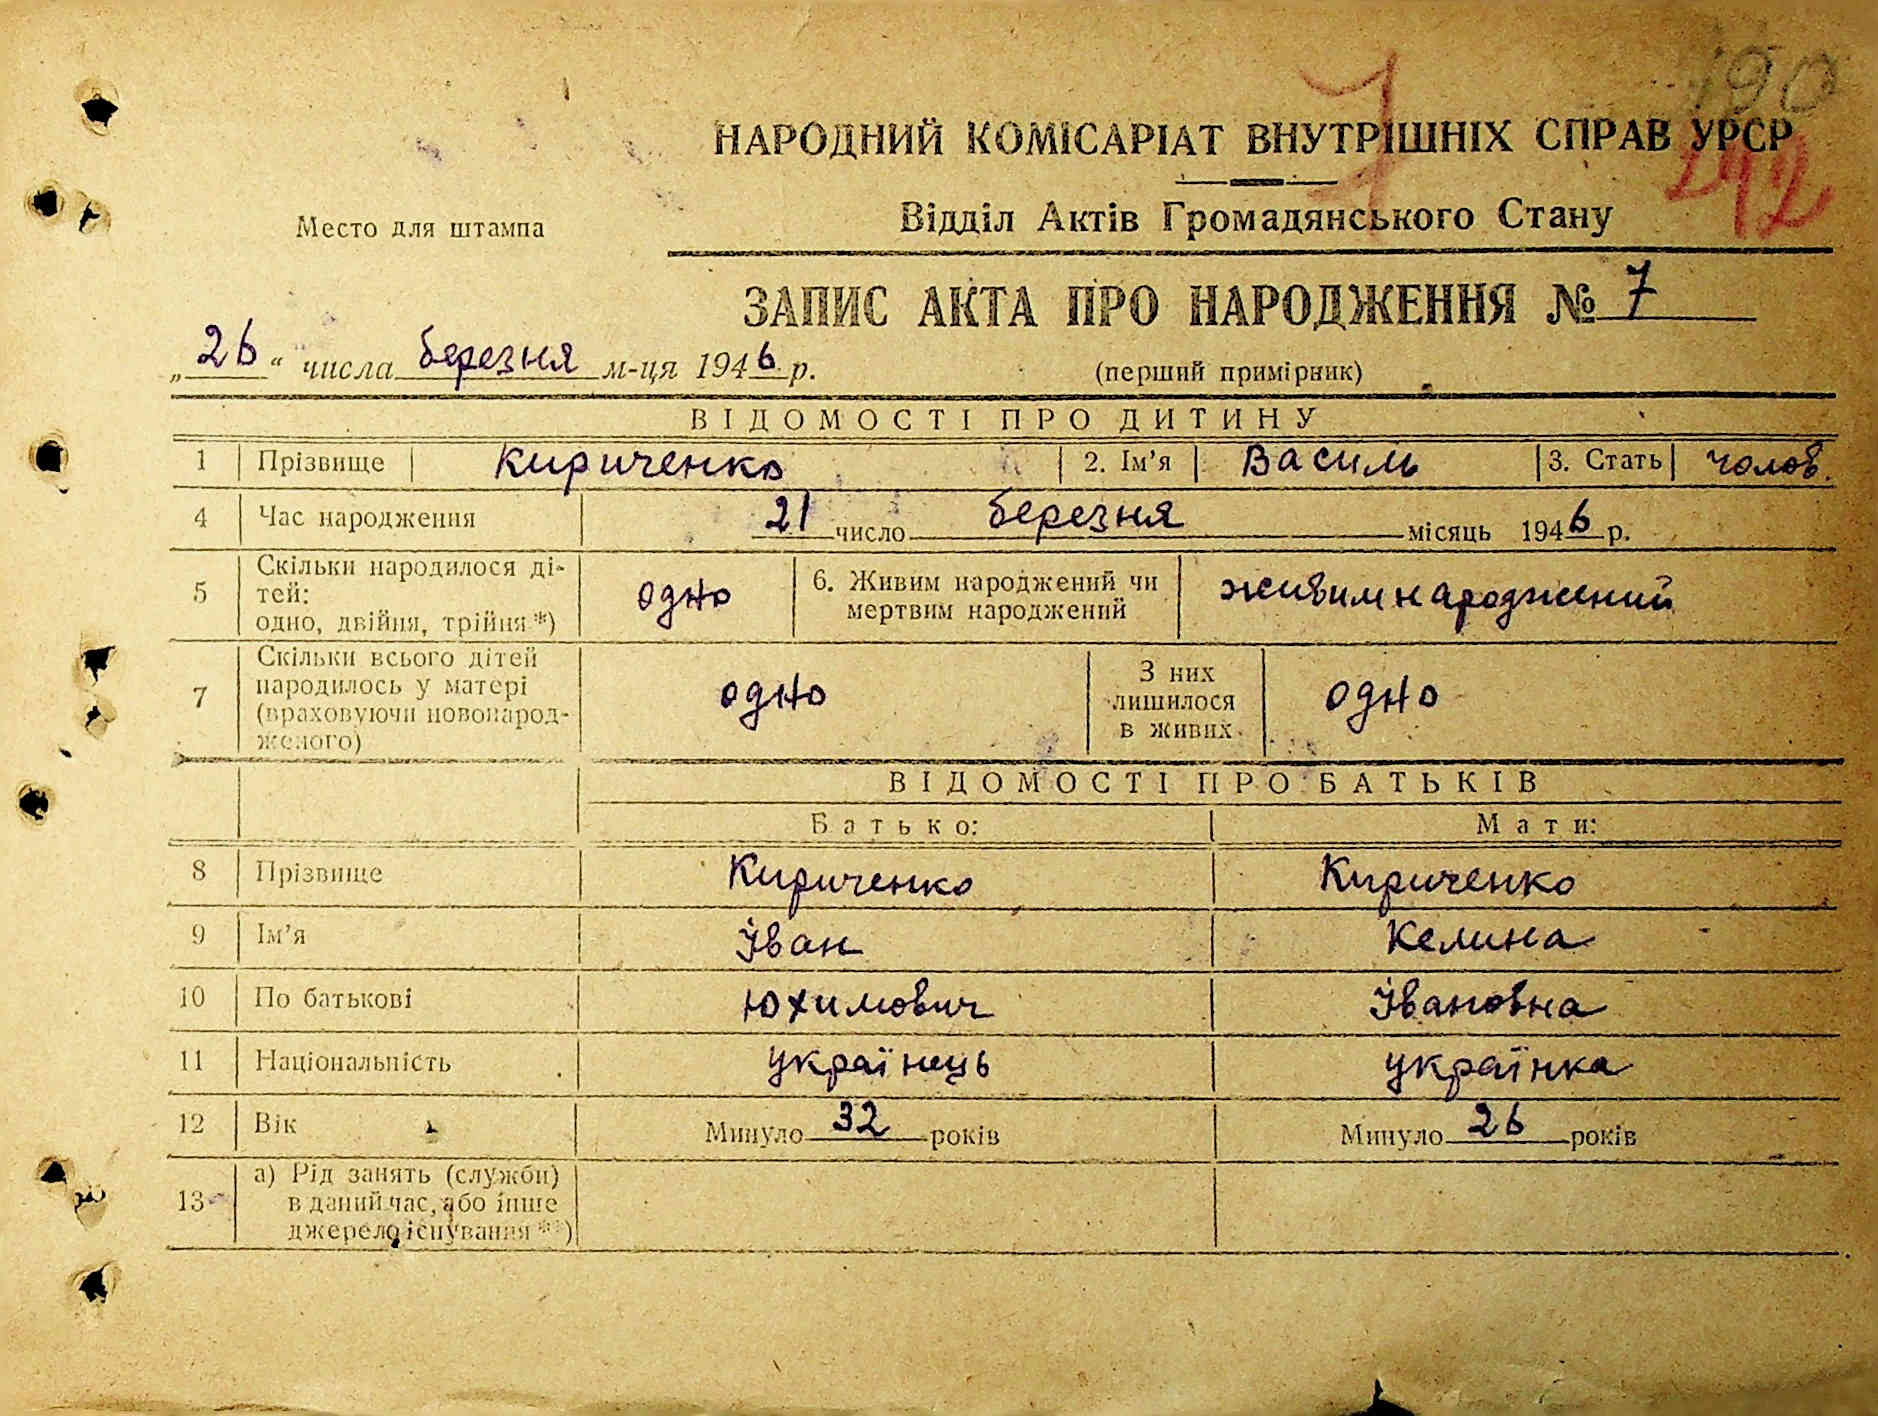 190
7
НАРОДНИЙ КОМІСАРІАТ ВНУТРІШНІХ СПРАВ УРСР
Место для штампа
Відділ Актів Громадянського Стану
ЗАПИС АКТА ПРО НАРОДЖЕННЯ № 7
„26“ числа березня м-ця 1946 р. (перший примірник)
ВІДОМОСТІ ПРО ДИТИНУ
1 Прізвище Кириченко 2. Ім'я Василь 3. Стать чолов.
4 Час народження 21 число березня місяць 1946 р.
5 Скільки народилося ді-
тей:
одно, двійня, трійня *) одно 6. Живим народжений чи
мертвим народжений живим народжений
7 Скільки всього дітей
народилось у матері
(враховуючи новонарод-
женого) одно З них
лишилося
в живих одно
ВІДОМОСТІ ПРО БАТЬКІВ
Батько: Мати:
8 Прізвище Кириченко Кириченко
9 Ім'я Іван Келина
10 По батькові Юхимович Івановна
11 Національність українець українка
12 Вік Минуло 32 років Минуло 26 років
13 а) Рід занять (служби)
в даний час, або інше
джерело існування **)